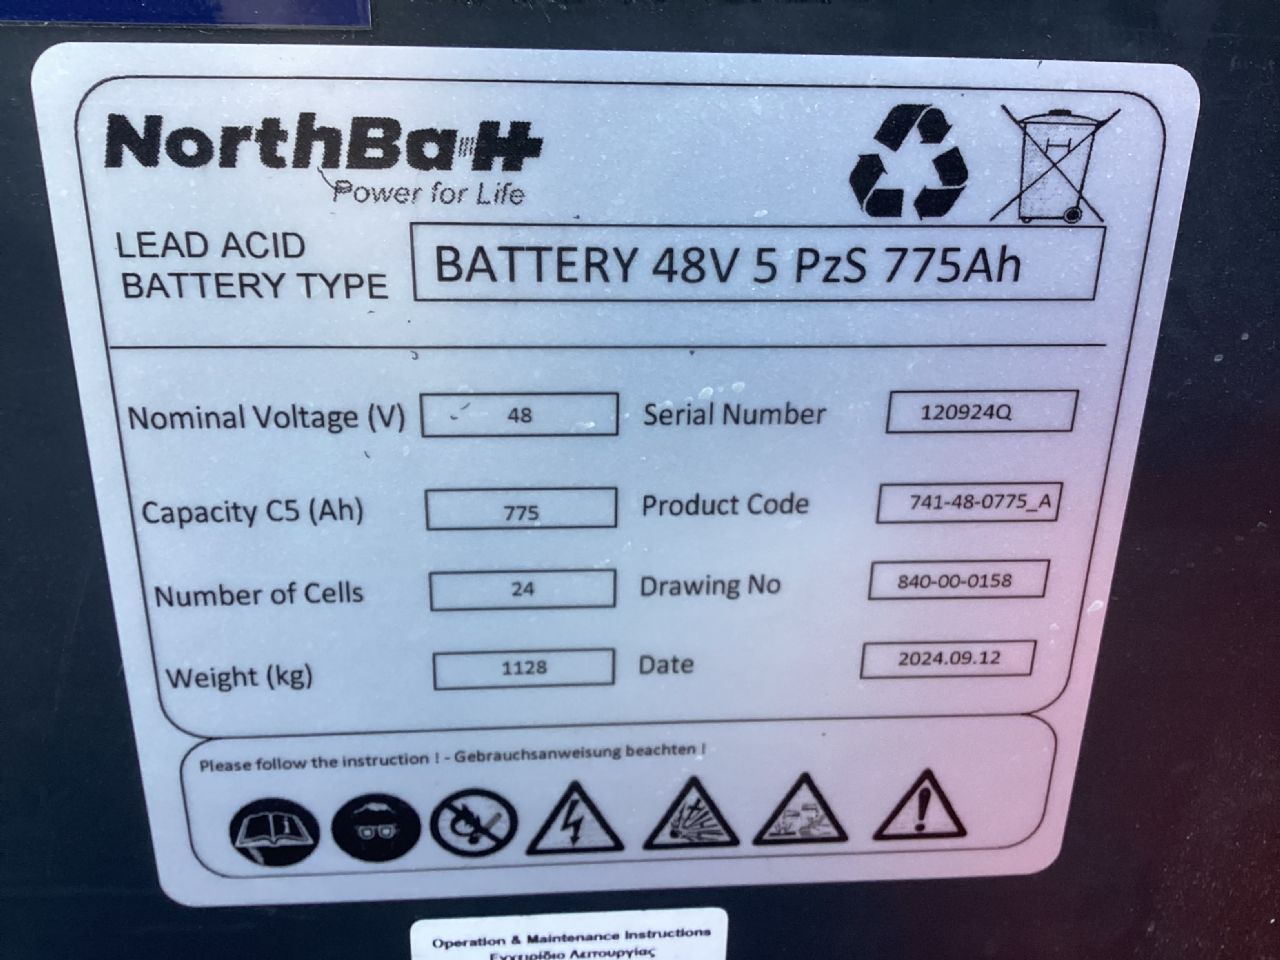 NorthBatt
Power for Life
LEAD ACID
BATTERY TYPE
BATTERY 48V 5 PzS 775Ah
Nominal Voltage (V) 48 Serial Number 120924Q
Capacity C5 (Ah) 775 Product Code 741-48-0775_A
Number of Cells 24 Drawing No 840-00-0158
Weight (kg) 1128 Date 2024.09.12
Please follow the instruction ! - Gebrauchsanweisung beachten !
Operation & Maintenance Instructions
Εγχειρίδιο Λειτουργίας